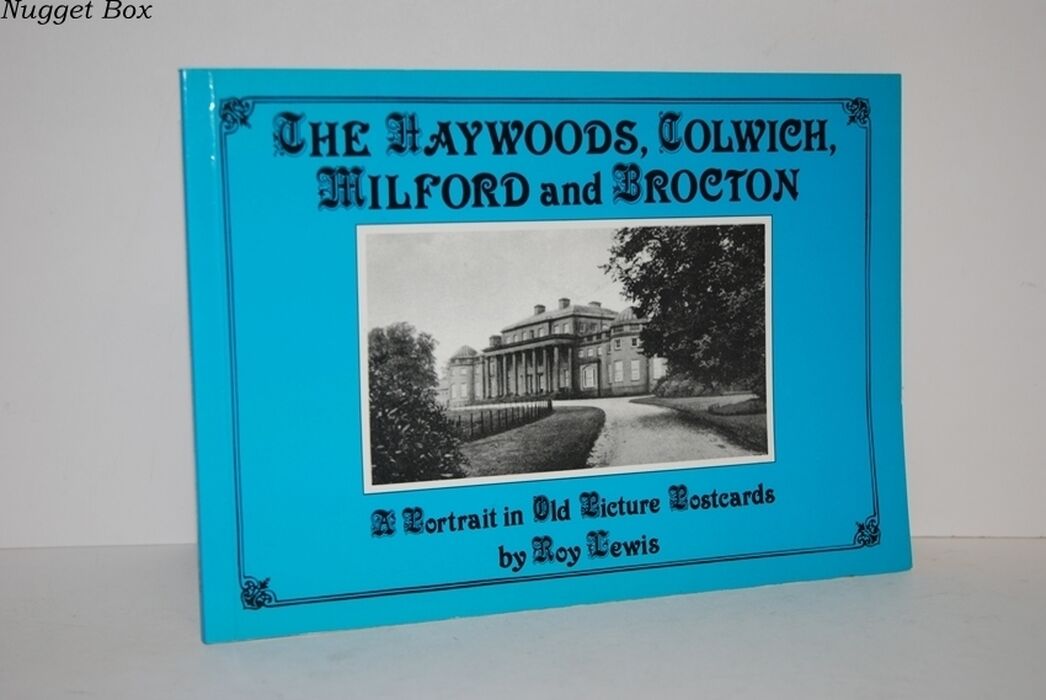 Nugget Box
The Haywoods, Colwich,
Milford and Brocton
A Portrait in Old Picture Postcards
by Roy Lewis